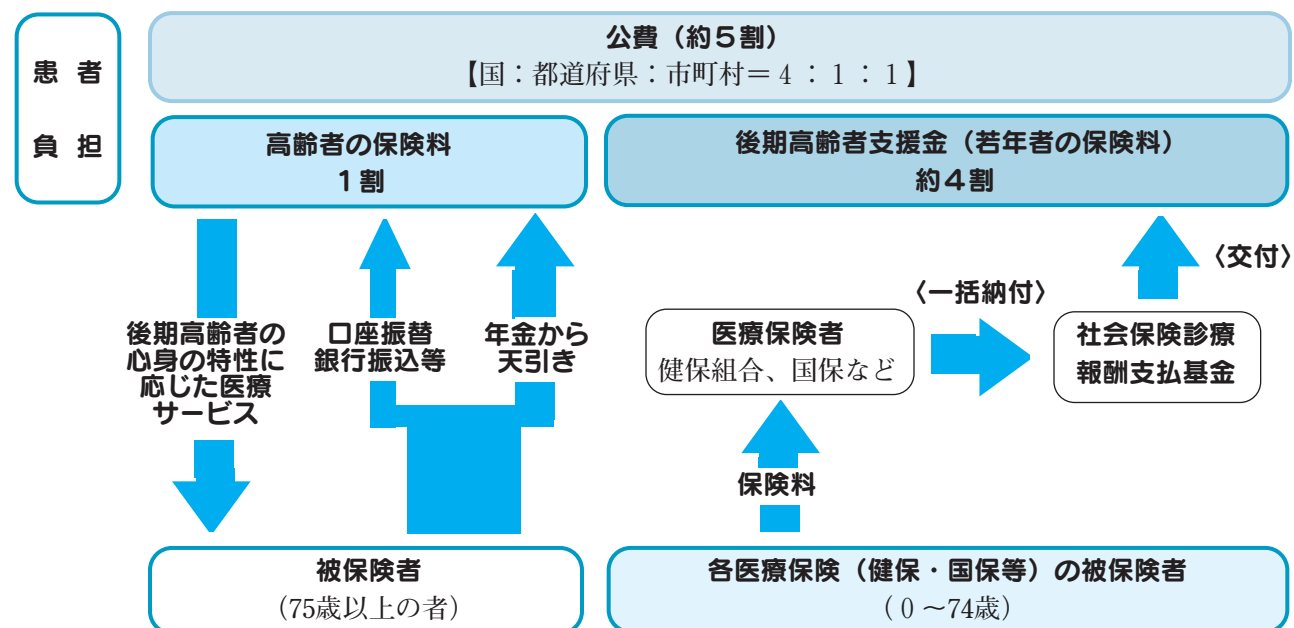 患者
負担
公費（約５割）
【国：都道府県：市町村＝４：１：１】
高齢者の保険料
１割
後期高齢者支援金（若年者の保険料）
約４割
後期高齢者の
心身の特性に
応じた医療
サービス
口座振替
銀行振込等
年金から
天引き
〈交付〉
〈一括納付〉
医療保険者
健保組合、国保など
社会保険診療
報酬支払基金
保険料
被保険者
（75歳以上の者）
各医療保険（健保・国保等）の被保険者
（０～74歳）